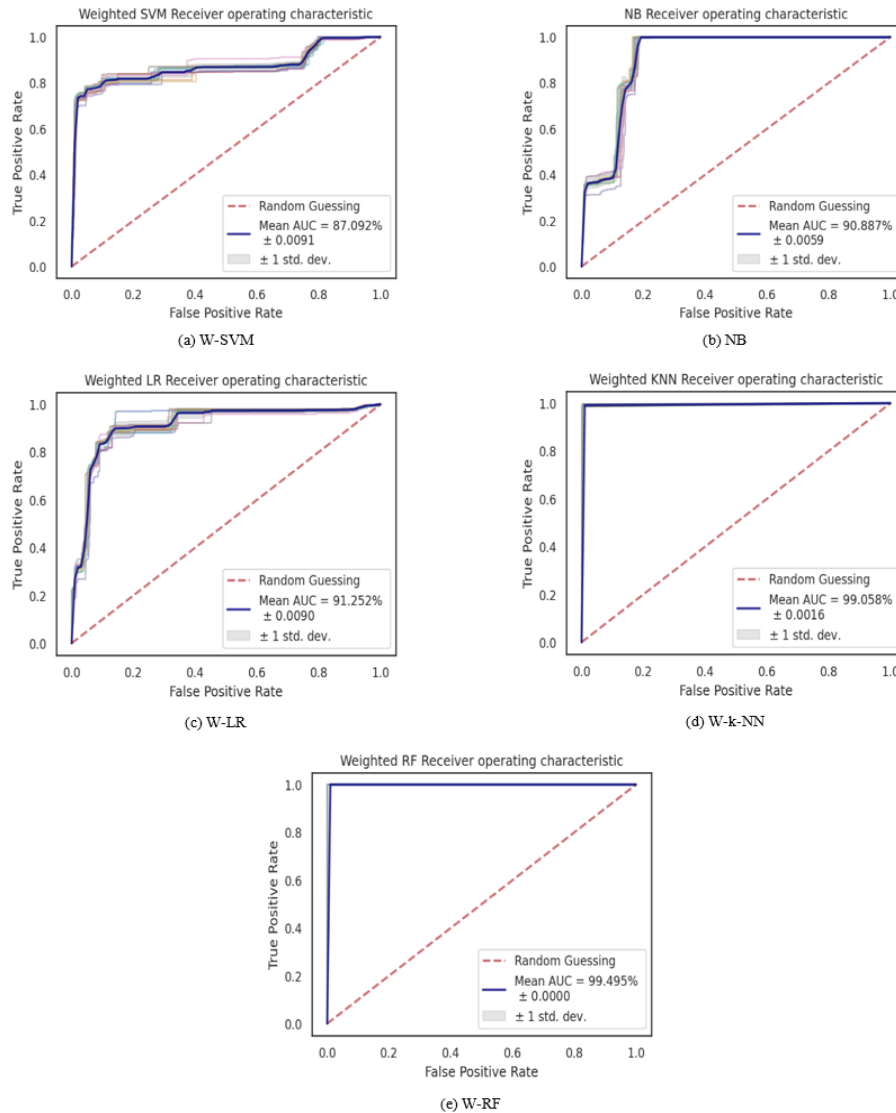 Weighted SVM Receiver operating characteristic
True Positive Rate
1.0
0.8
0.6
0.4
0.2
0.0
Random Guessing
Mean AUC = 87.092%
± 0.0091
± 1 std. dev.
0.0 0.2 0.4 0.6 0.8 1.0
False Positive Rate
(a) W-SVM
NB Receiver operating characteristic
True Positive Rate
1.0
0.8
0.6
0.4
0.2
0.0
Random Guessing
Mean AUC = 90.887%
± 0.0059
± 1 std. dev.
0.0 0.2 0.4 0.6 0.8 1.0
False Positive Rate
(b) NB
Weighted LR Receiver operating characteristic
True Positive Rate
1.0
0.8
0.6
0.4
0.2
0.0
Random Guessing
Mean AUC = 91.252%
± 0.0090
± 1 std. dev.
0.0 0.2 0.4 0.6 0.8 1.0
False Positive Rate
(c) W-LR
Weighted KNN Receiver operating characteristic
True Positive Rate
1.0
0.8
0.6
0.4
0.2
0.0
Random Guessing
Mean AUC = 99.058%
± 0.0016
± 1 std. dev.
0.0 0.2 0.4 0.6 0.8 1.0
False Positive Rate
(d) W-k-NN
Weighted RF Receiver operating characteristic
True Positive Rate
1.0
0.8
0.6
0.4
0.2
0.0
Random Guessing
Mean AUC = 99.495%
± 0.0000
± 1 std. dev.
0.0 0.2 0.4 0.6 0.8 1.0
False Positive Rate
(e) W-RF